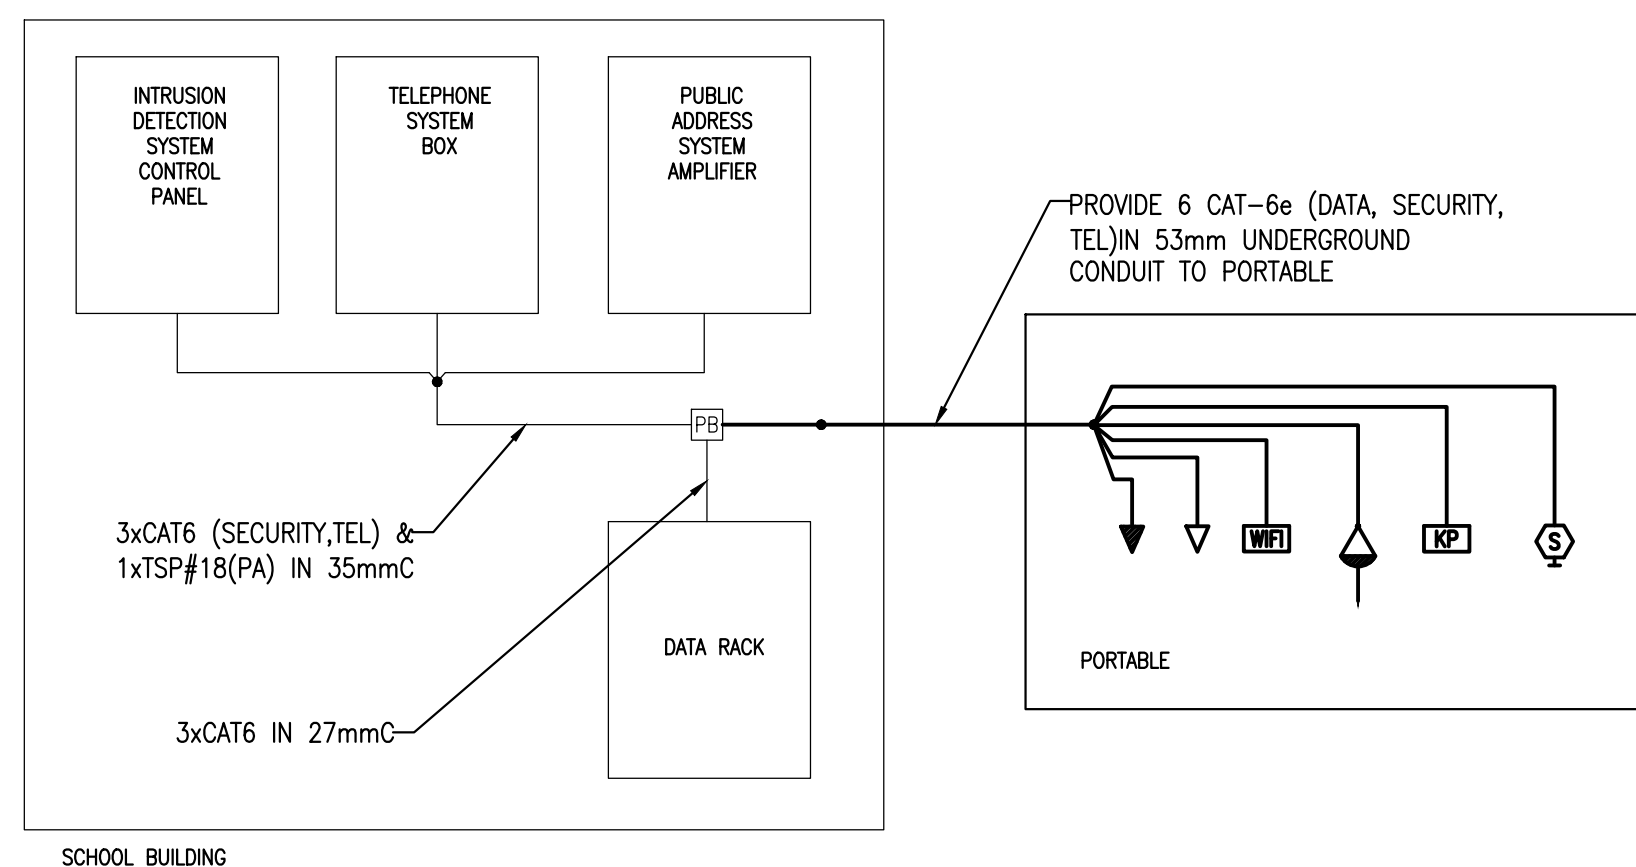 INTRUSION
DETECTION
SYSTEM
CONTROL
PANEL
TELEPHONE
SYSTEM
BOX
PUBLIC
ADDRESS
SYSTEM
AMPLIFIER
PROVIDE 6 CAT-6e (DATA, SECURITY,
TEL)IN 53mm UNDERGROUND
CONDUIT TO PORTABLE
PB
3xCAT6 (SECURITY,TEL) &
1xTSP#18(PA) IN 35mmC
WIFI
KP
S
DATA RACK
PORTABLE
3xCAT6 IN 27mmC
SCHOOL BUILDING